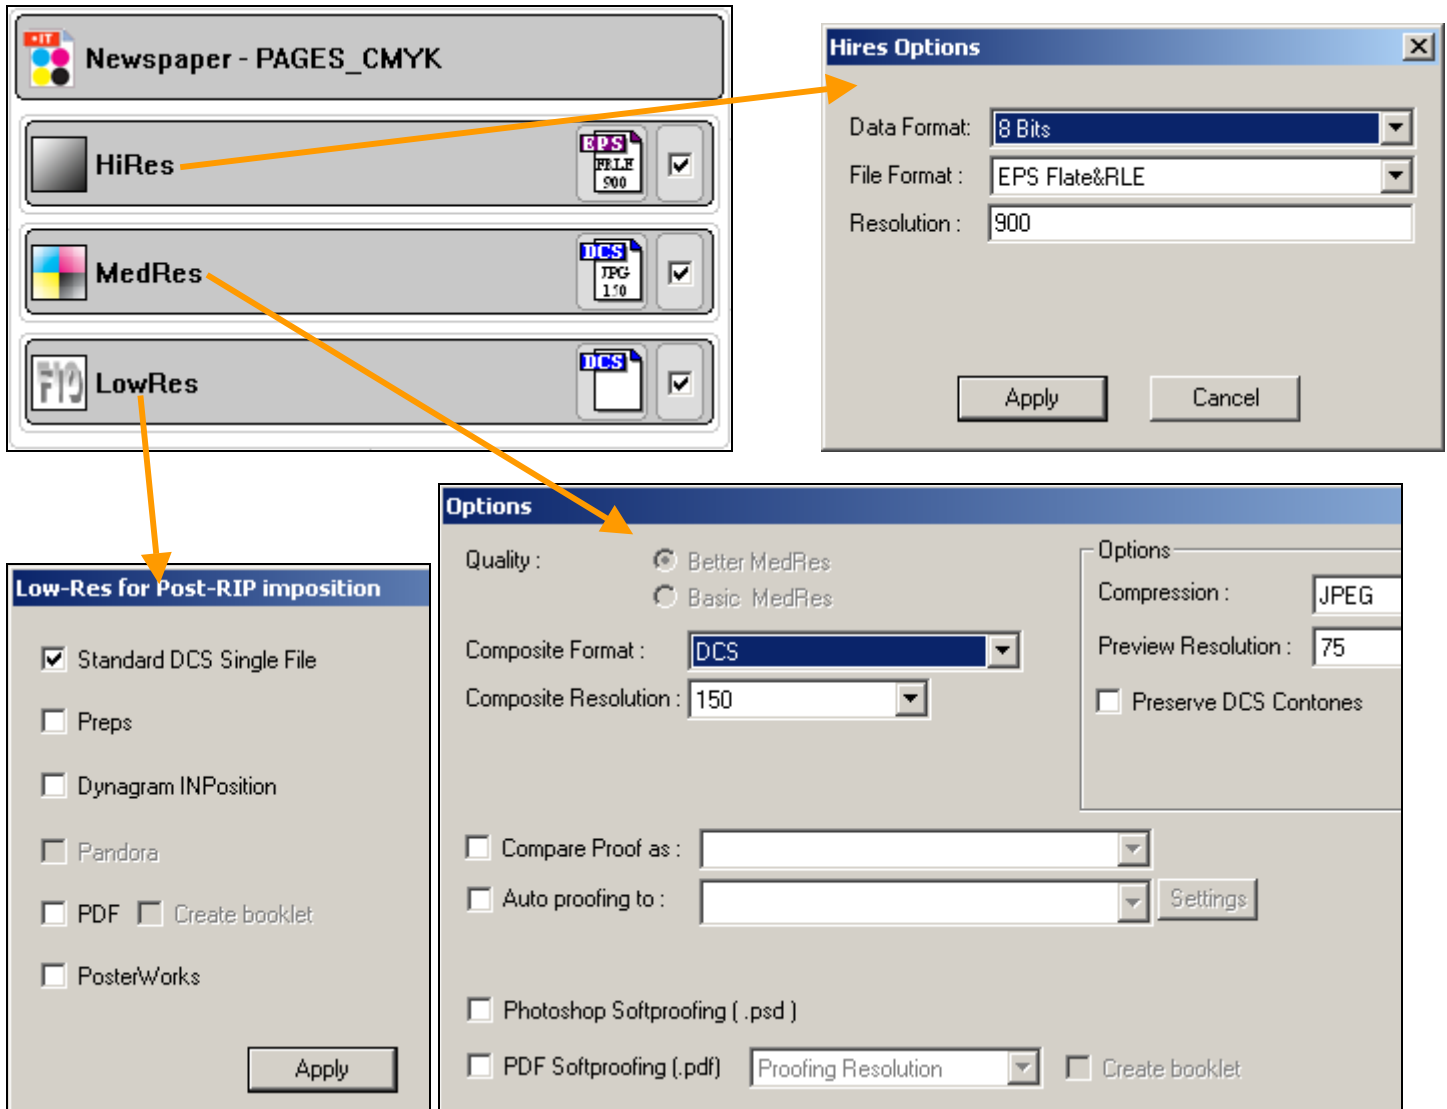 •IT
Newspaper - PAGES_CMYK
HiRes
EPS
FRLE
900
MedRes
DCS
JPG
150
LowRes
DCS
Hires Options
Data Format: 8 Bits
File Format : EPS Flate&RLE
Resolution : 900
Apply Cancel
Low-Res for Post-RIP imposition
Standard DCS Single File
Preps
Dynagram INPosition
Pandora
PDF Create booklet
PosterWorks
Apply
Options
Quality : Better MedRes
Basic MedRes
Composite Format : DCS
Composite Resolution : 150
Options
Compression : JPEG
Preview Resolution : 75
Preserve DCS Contones
Compare Proof as :
Auto proofing to : Settings
Photoshop Softproofing ( .psd )
PDF Softproofing (.pdf) Proofing Resolution Create booklet